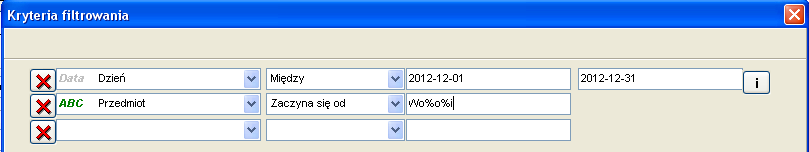 Kryteria filtrowania
Data Dzień Między 2012-12-01 2012-12-31 i
ABC Przedmiot Zaczyna się od Wo%o%i